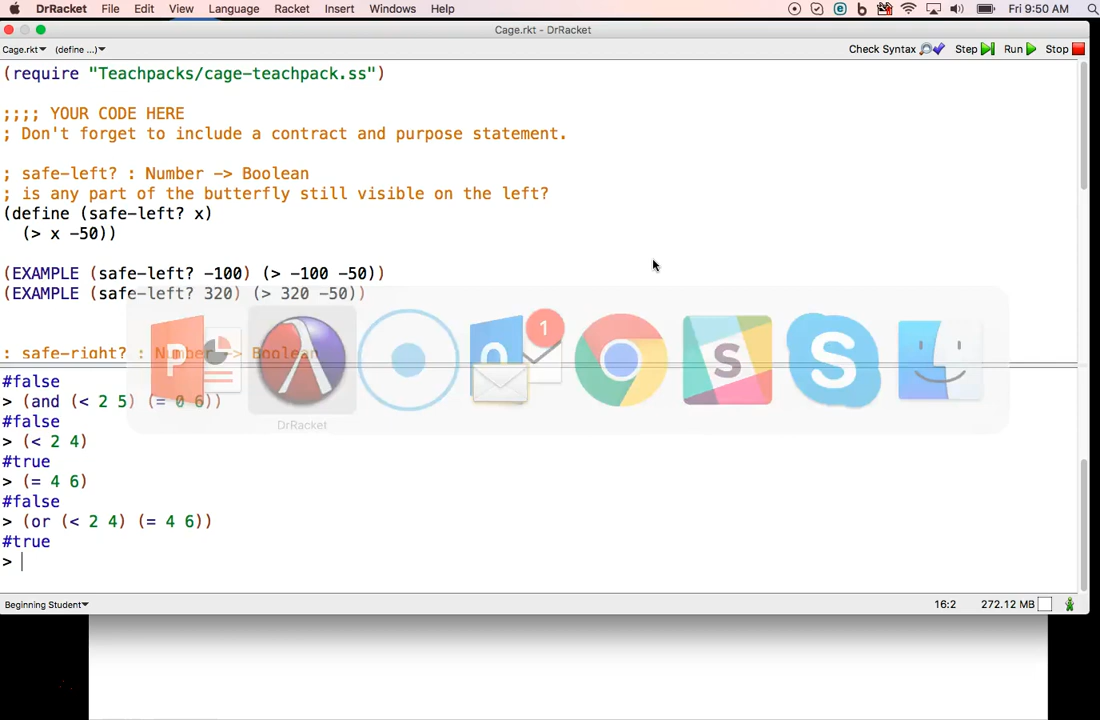 DrRacket File Edit View Language Racket Insert Windows Help Fri 9:50 AM
Cage.rkt - DrRacket
Cage.rkt (define ...) Check Syntax Step Run Stop
(require "Teachpacks/cage-teachpack.ss")
;;;; YOUR CODE HERE
; Don't forget to include a contract and purpose statement.
; safe-left? : Number -> Boolean
; is any part of the butterfly still visible on the left?
(define (safe-left? x)
(> x -50))
(EXAMPLE (safe-left? -100) (> -100 -50))
(EXAMPLE (safe-left? 320) (> 320 -50))
; safe-right? : Number -> Boolean
#false
> (and (< 2 5) (= 0 6))
#false
> (< 2 4)
#true
> (= 4 6)
#false
> (or (< 2 4) (= 4 6))
#true
>
P
1
S
S
DrRacket
Beginning Student 16:2 272.12 MB